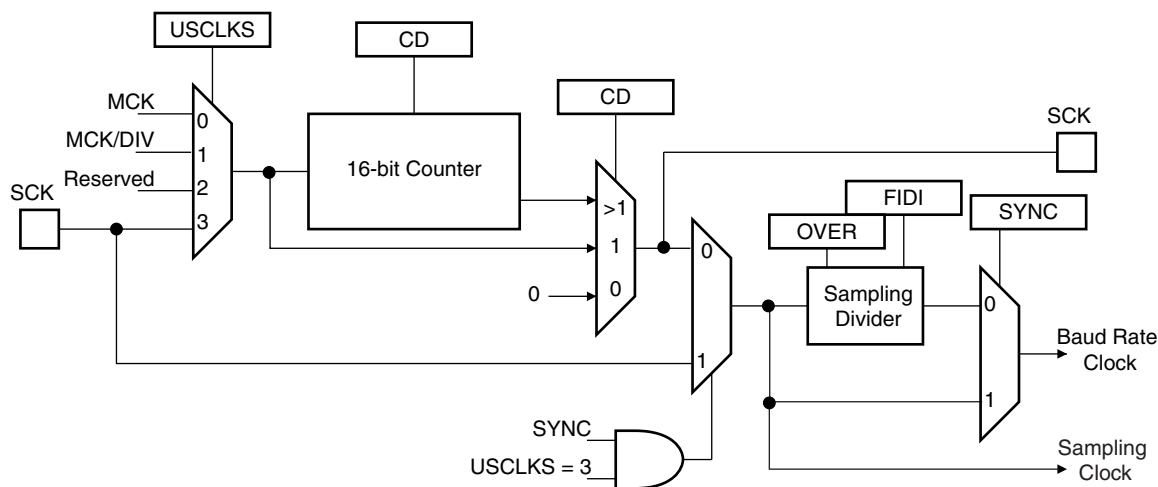 USCLKS
CD
CD
SCK
MCK
0
MCK/DIV
1
16-bit Counter
Reserved
2
SCK
3
>1
FIDI
SYNC
OVER
1
0
0
0
Sampling
Divider
0
Baud Rate
Clock
1
1
SYNC
USCLKS = 3
Sampling
Clock